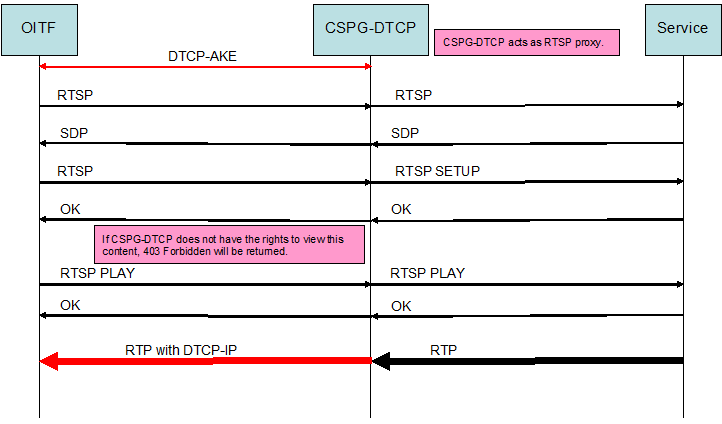 OITF
CSPG-DTCP
Service
CSPG-DTCP acts as RTSP proxy.
DTCP-AKE
RTSP
RTSP
SDP
SDP
RTSP
RTSP SETUP
OK
OK
If CSPG-DTCP does not have the rights to view this
content, 403 Forbidden will be returned.
RTSP PLAY
RTSP PLAY
OK
OK
RTP with DTCP-IP
RTP